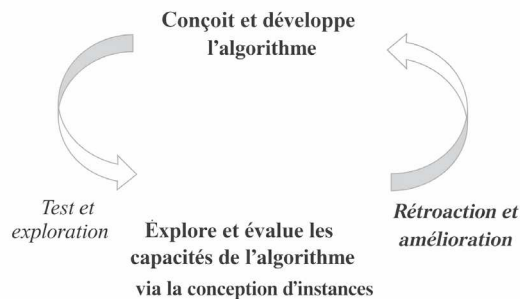 Conçoit et développe
l'algorithme
Test et
exploration
Rétroaction et
amélioration
Èxplore et évalue les
capacités de l'algorithme
via la conception d'instances